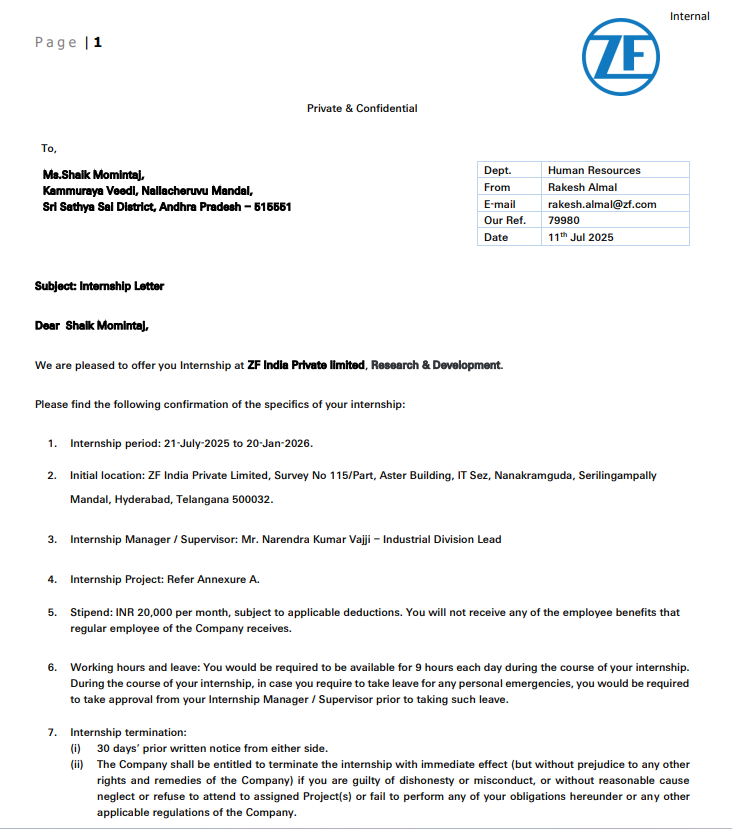 Internal
Page | 1
ZF
Private & Confidential
To,
Ms.Shaik Momintaj,
Kammuraya Veedi, Nallacheruvu Mandal,
Sri Sathya Sai District, Andhra Pradesh – 515551
Dept. Human Resources
From Rakesh Almal
E-mail rakesh.almal@zf.com
Our Ref. 79980
Date 11th Jul 2025
Subject: Internship Letter
Dear Shaik Momintaj,
We are pleased to offer you Internship at ZF India Private limited, Research & Development.
Please find the following confirmation of the specifics of your internship:
1. Internship period: 21-July-2025 to 20-Jan-2026.
2. Initial location: ZF India Private Limited, Survey No 115/Part, Aster Building, IT Sez, Nanakramguda, Serilingampally
Mandal, Hyderabad, Telangana 500032.
3. Internship Manager / Supervisor: Mr. Narendra Kumar Vajji – Industrial Division Lead
4. Internship Project: Refer Annexure A.
5. Stipend: INR 20,000 per month, subject to applicable deductions. You will not receive any of the employee benefits that
regular employee of the Company receives.
6. Working hours and leave: You would be required to be available for 9 hours each day during the course of your internship.
During the course of your internship, in case you require to take leave for any personal emergencies, you would be required
to take approval from your Internship Manager / Supervisor prior to taking such leave.
7. Internship termination:
(i) 30 days' prior written notice from either side.
(ii) The Company shall be entitled to terminate the internship with immediate effect (but without prejudice to any other
rights and remedies of the Company) if you are guilty of dishonesty or misconduct, or without reasonable cause
neglect or refuse to attend to assigned Project(s) or fail to perform any of your obligations hereunder or any other
applicable regulations of the Company.